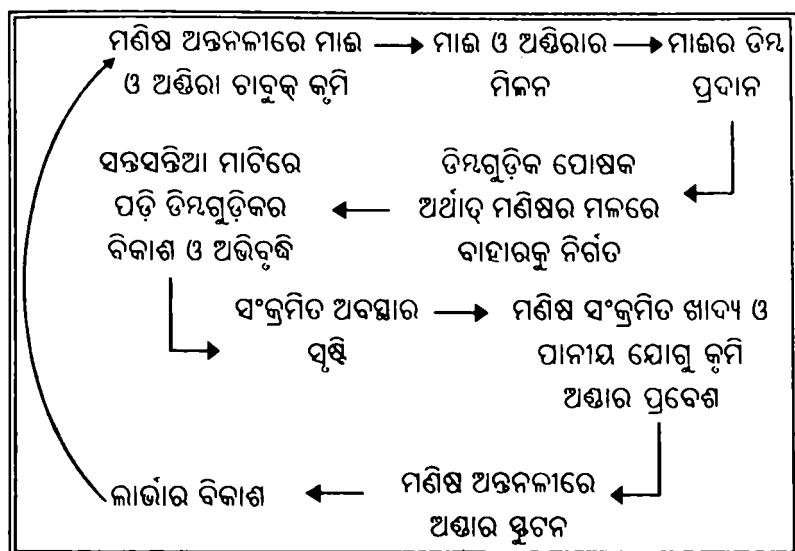 ମଣିଷ ଅନ୍ତନଳୀରେ ମାଈ
ଓ ଅଣ୍ଡିରା ଚାବୁକ୍ କୃମି
ମାଈ ଓ ଅଣ୍ଡିରାର
ମିଳନ
ମାଈର ଡିମ୍ବ
ପ୍ରଦାନ
ଡିମ୍ବଗୁଡ଼ିକ ପୋଷକ
ଅର୍ଥାତ୍ ମଣିଷର ମଳରେ
ବାହାରକୁ ନିର୍ଗତ
ସନ୍ତସନ୍ତିଆ ମାଟିରେ
ପଡ଼ି ଡିମ୍ବଗୁଡ଼ିକର
ବିକାଶ ଓ ଅଭିବୃଦ୍ଧି
ସଂକ୍ରମିତ ଅବସ୍ଥାର
ସୃଷ୍ଟି
ମଣିଷ ସଂକ୍ରମିତ ଖାଦ୍ୟ ଓ
ପାନୀୟ ଯୋଗୁ କୃମି
ଅଣ୍ଡାର ପ୍ରବେଶ
ମଣିଷ ଅନ୍ତନଳୀରେ
ଅଣ୍ଡାର ସ୍ଫୁଟନ
ଲାର୍ଭାର ବିକାଶ